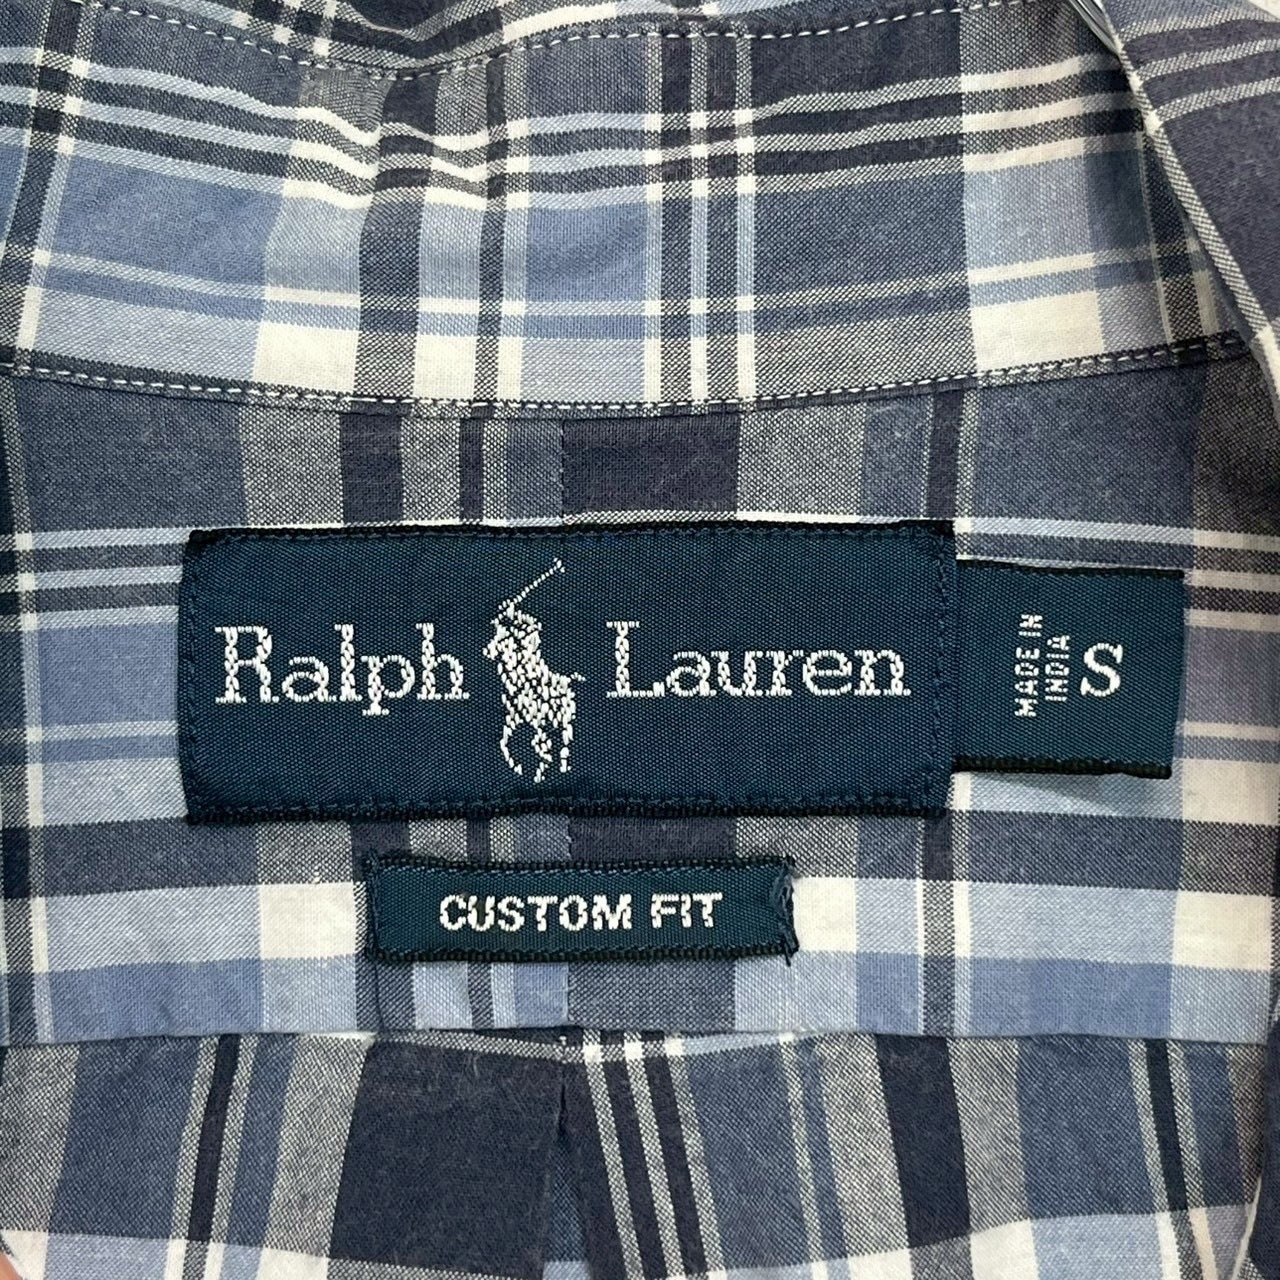 Ralph Lauren
MADE IN
INDIA
S
CUSTOM FIT